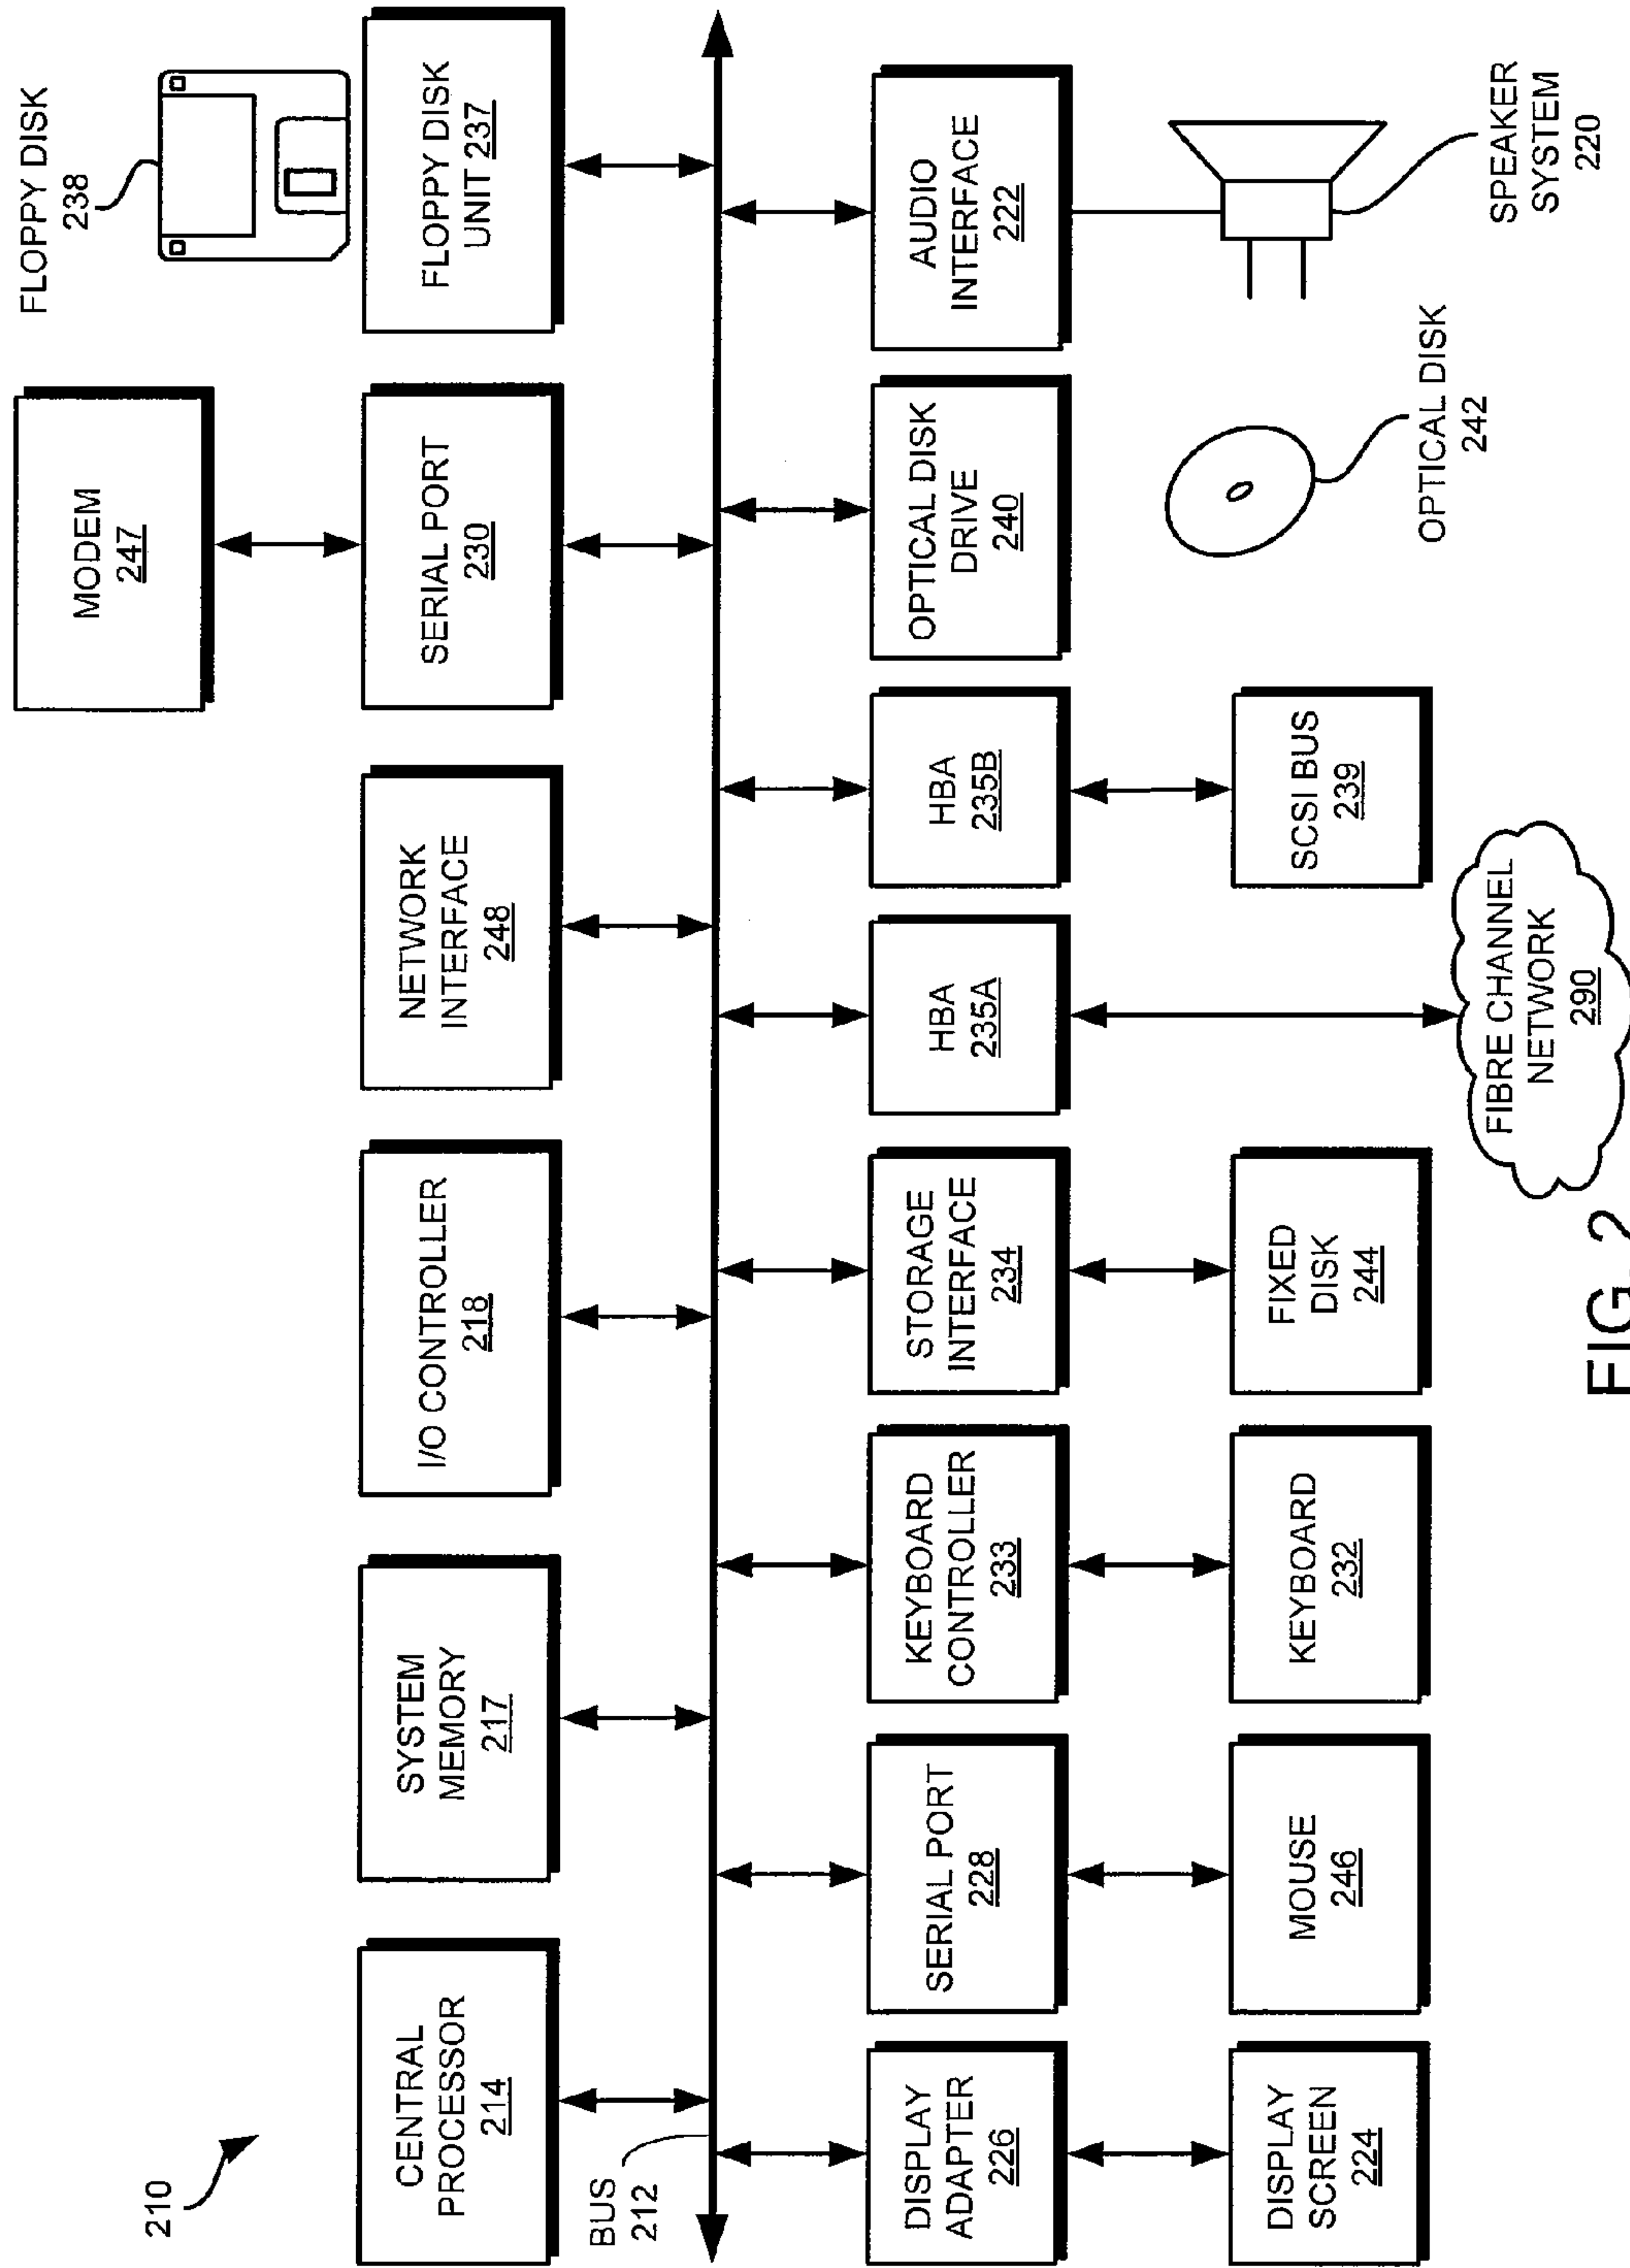 210
FLOPPY DISK
238
MODEM
247
CENTRAL
PROCESSOR
214
SYSTEM
MEMORY
217
I/O CONTROLLER
218
NETWORK
INTERFACE
248
SERIAL PORT
230
FLOPPY DISK
UNIT 237
BUS
212
DISPLAY
ADAPTER
226
SERIAL PORT
228
KEYBOARD
CONTROLLER
233
STORAGE
INTERFACE
234
HBA
235A
HBA
235B
OPTICAL DISK
DRIVE
240
AUDIO
INTERFACE
222
DISPLAY
SCREEN
224
MOUSE
246
KEYBOARD
232
FIXED
DISK
244
SCSI BUS
239
OPTICAL DISK
242
SPEAKER
SYSTEM
220
FIBRE CHANNEL
NETWORK
290
FIG. 2